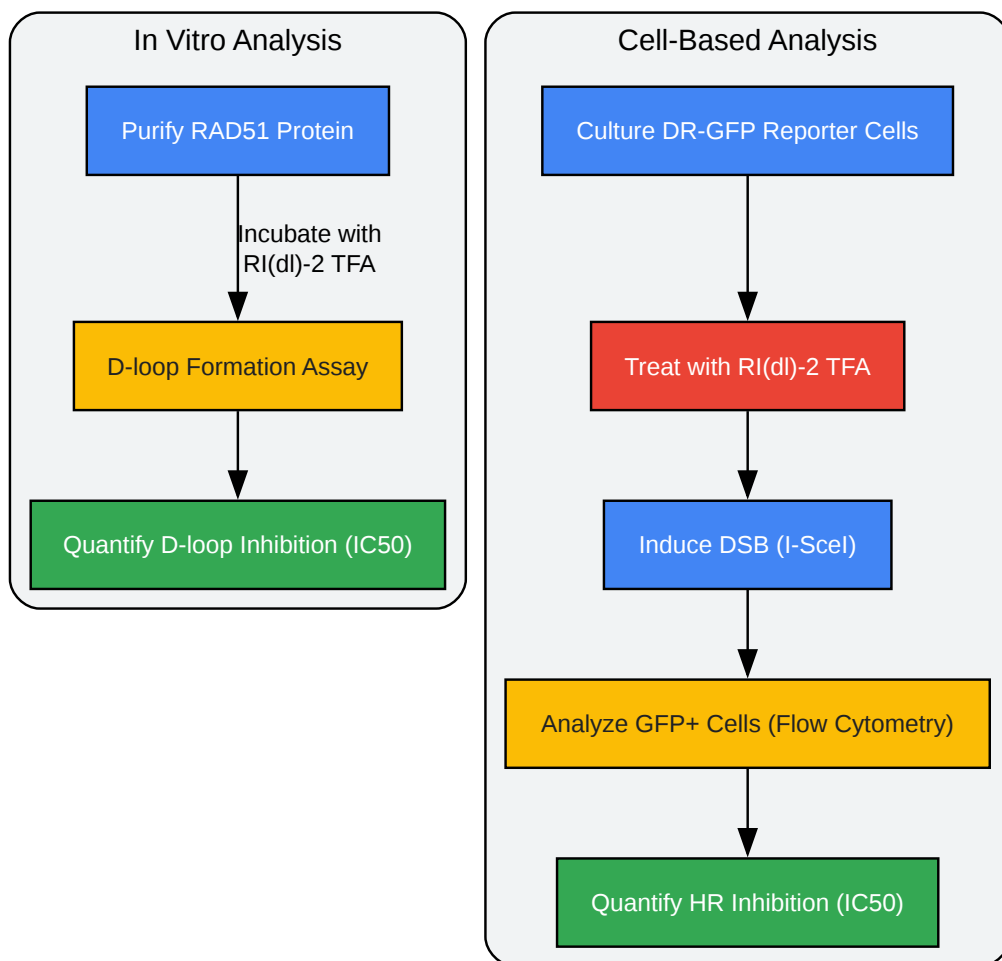 In Vitro Analysis
Purify RAD51 Protein
Incubate with
RI(dl)-2 TFA
D-loop Formation Assay
Quantify D-loop Inhibition (IC50)
Cell-Based Analysis
Culture DR-GFP Reporter Cells
Treat with RI(dl)-2 TFA
Induce DSB (I-SceI)
Analyze GFP+ Cells (Flow Cytometry)
Quantify HR Inhibition (IC50)